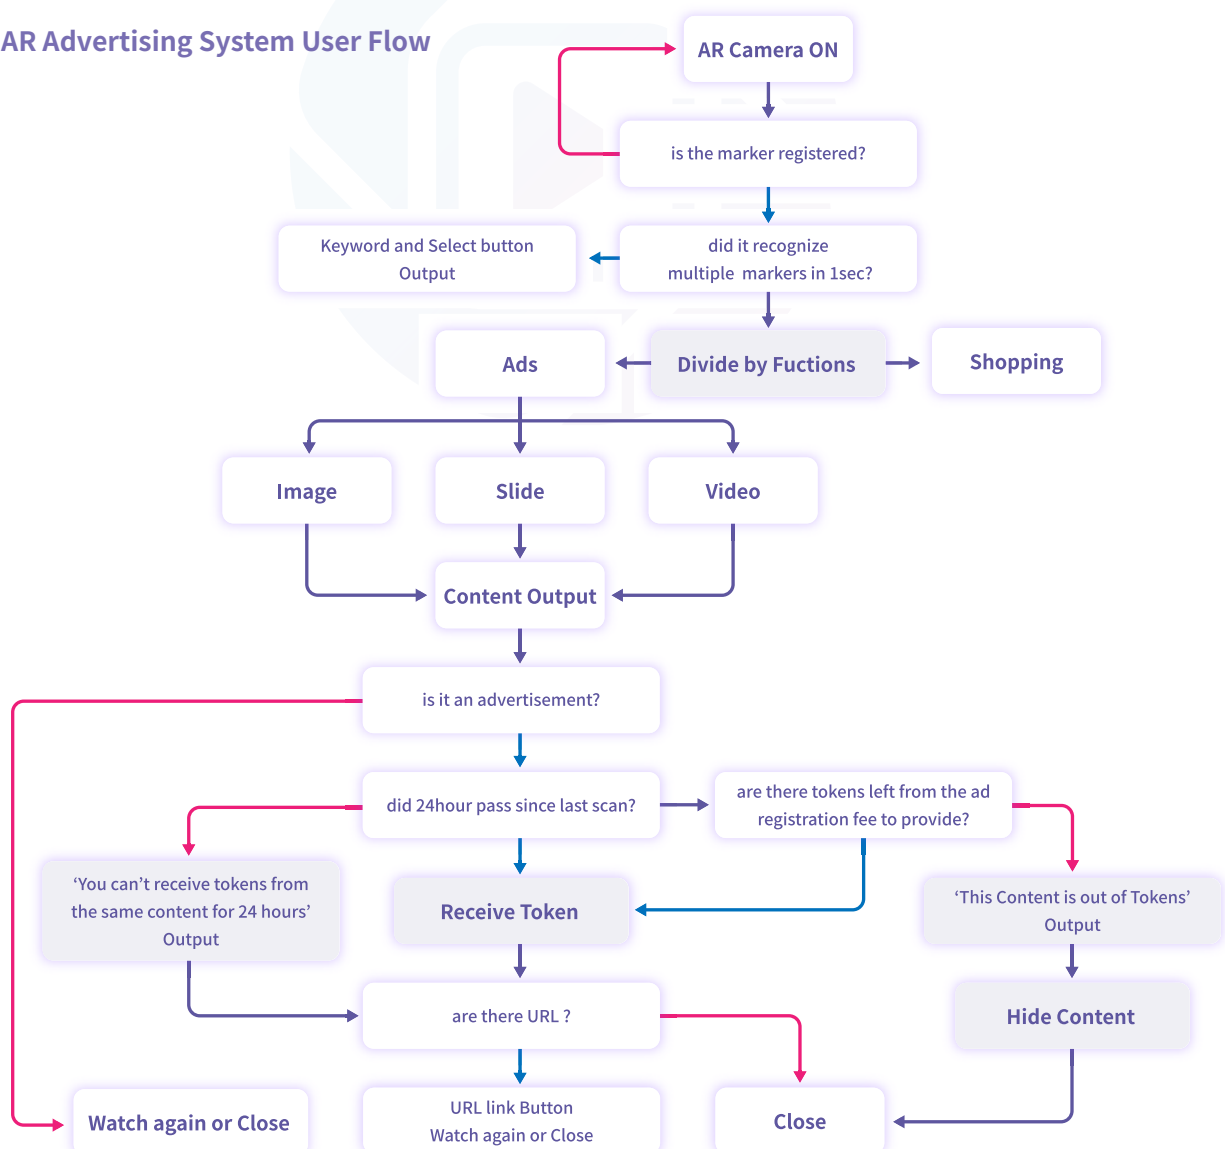 AR Advertising System User Flow
AR Camera ON
is the marker registered?
did it recognize
multiple markers in 1sec?
Keyword and Select button
Output
Ads
Divide by Fuctions
Shopping
Image
Slide
Video
Content Output
is it an advertisement?
did 24hour pass since last scan?
are there tokens left from the ad
registration fee to provide?
‘You can’t receive tokens from
the same content for 24 hours’
Output
Receive Token
‘This Content is out of Tokens’
Output
are there URL ?
Hide Content
Watch again or Close
URL link Button
Watch again or Close
Close